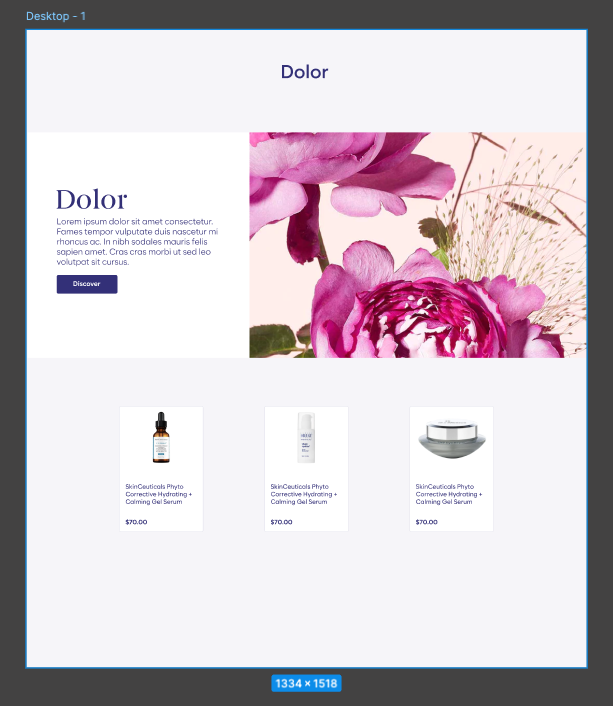 Desktop - 1
Dolor
Dolor
Lorem ipsum dolor sit amet consectetur.
Fames tempor vulputate duis nascetur mi
rhoncus ac. In nibh sodales mauris felis
sapien amet. Cras cras morbi ut sed leo
volutpat sit cursus.
Discover
SkinCeuticals Phyto
Corrective Hydrating +
Calming Gel Serum
$70.00
SkinCeuticals Phyto
Corrective Hydrating +
Calming Gel Serum
$70.00
SkinCeuticals Phyto
Corrective Hydrating +
Calming Gel Serum
$70.00
1334 × 1518